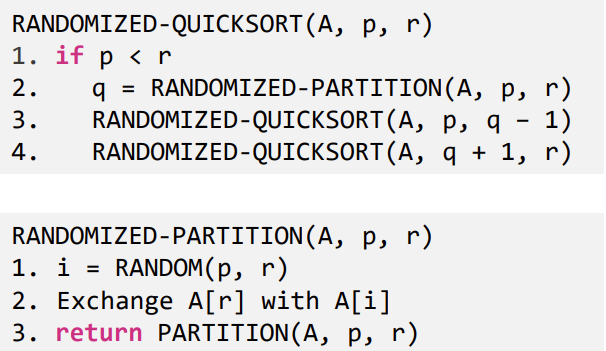 RANDOMIZED-QUICKSORT(A, p, r)
1. if p < r
2.    q = RANDOMIZED-PARTITION(A, p, r)
3.    RANDOMIZED-QUICKSORT(A, p, q – 1)
4.    RANDOMIZED-QUICKSORT(A, q + 1, r)
RANDOMIZED-PARTITION(A, p, r)
1. i = RANDOM(p, r)
2. Exchange A[r] with A[i]
3. return PARTITION(A, p, r)